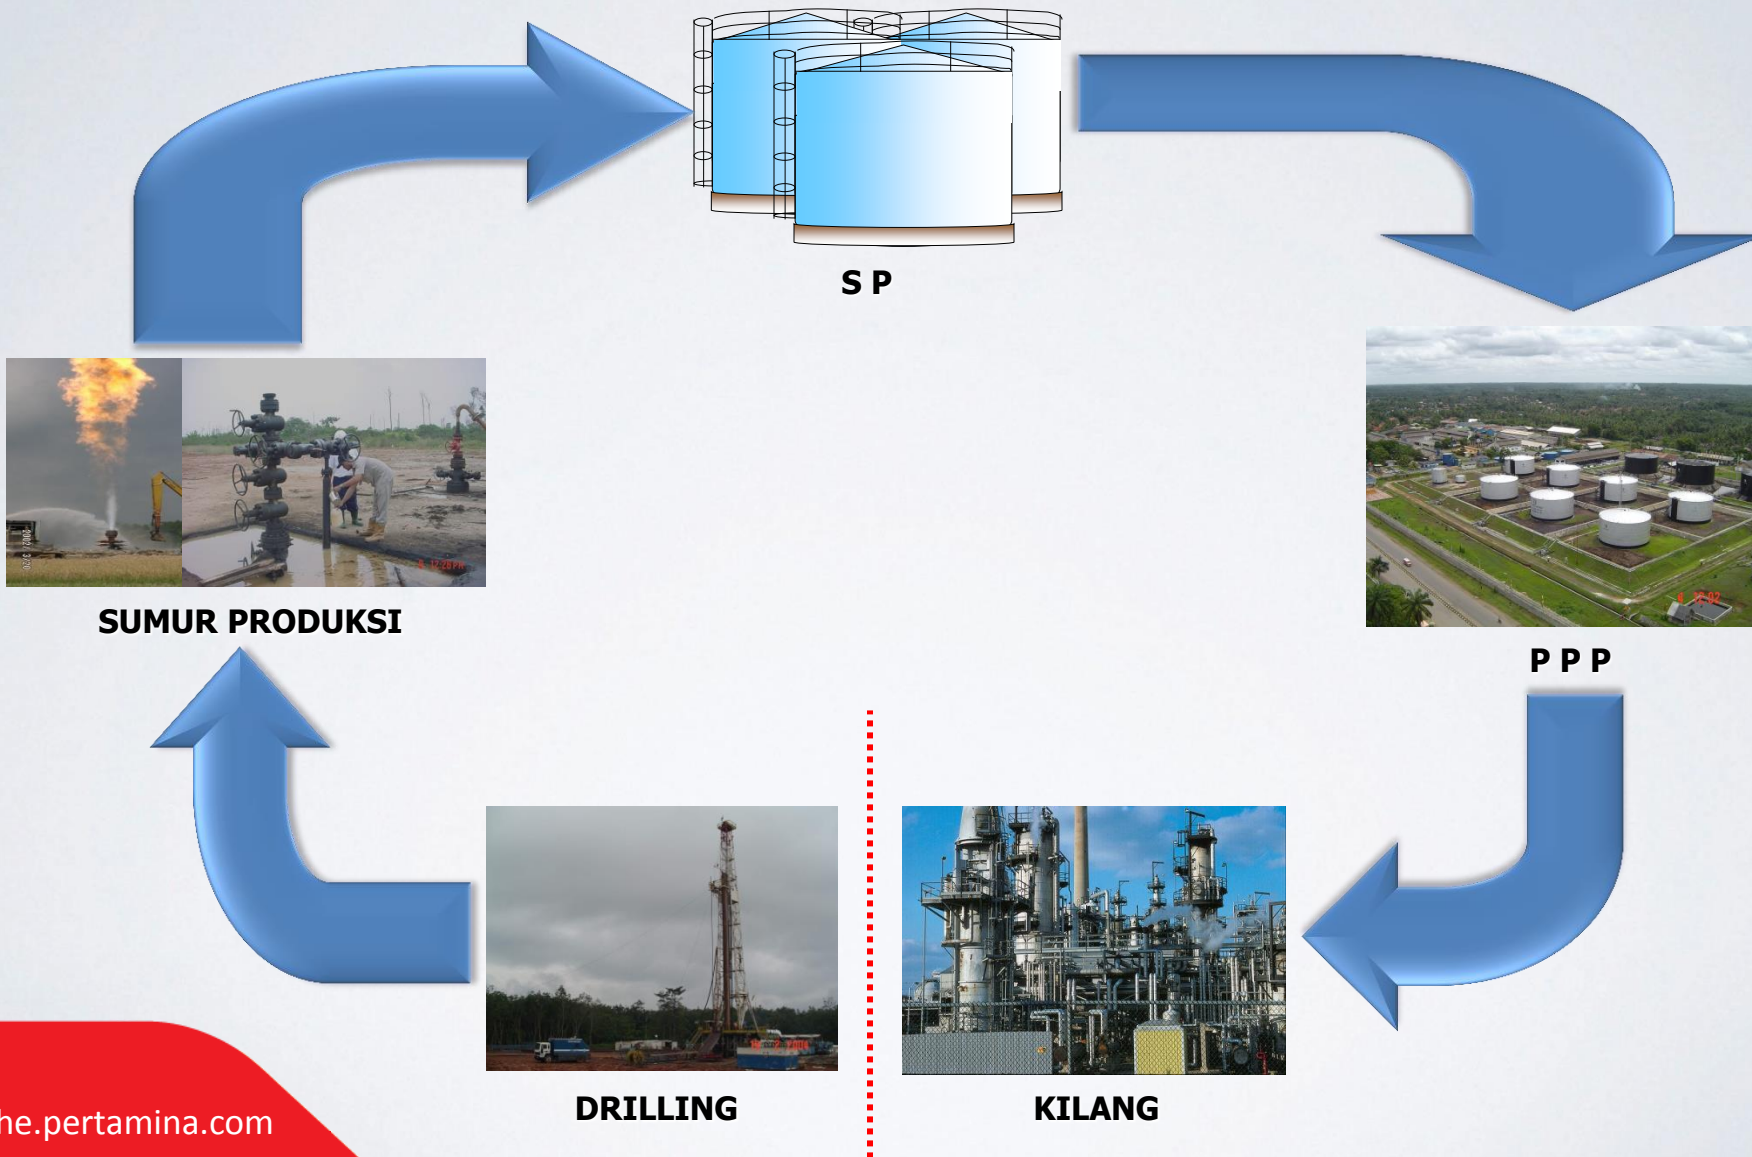 S P
SUMUR PRODUKSI
P P P
DRILLING
KILANG
he.pertamina.com